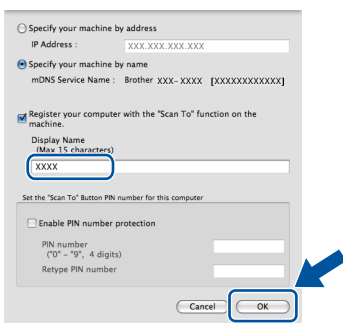 Specify your machine by address
IP Address : XXX.XXX.XXX.XXX
Specify your machine by name
mDNS Service Name : Brother XXX-XXXX [XXXXXXXXXXXX]
Register your computer with the "Scan To" function on the
machine.
Display Name
(Max 15 characters)
XXXX
Set the "Scan To" Button PIN number for this computer
Enable PIN number protection
PIN number
("0" – "9", 4 digits)
Retype PIN number
Cancel OK